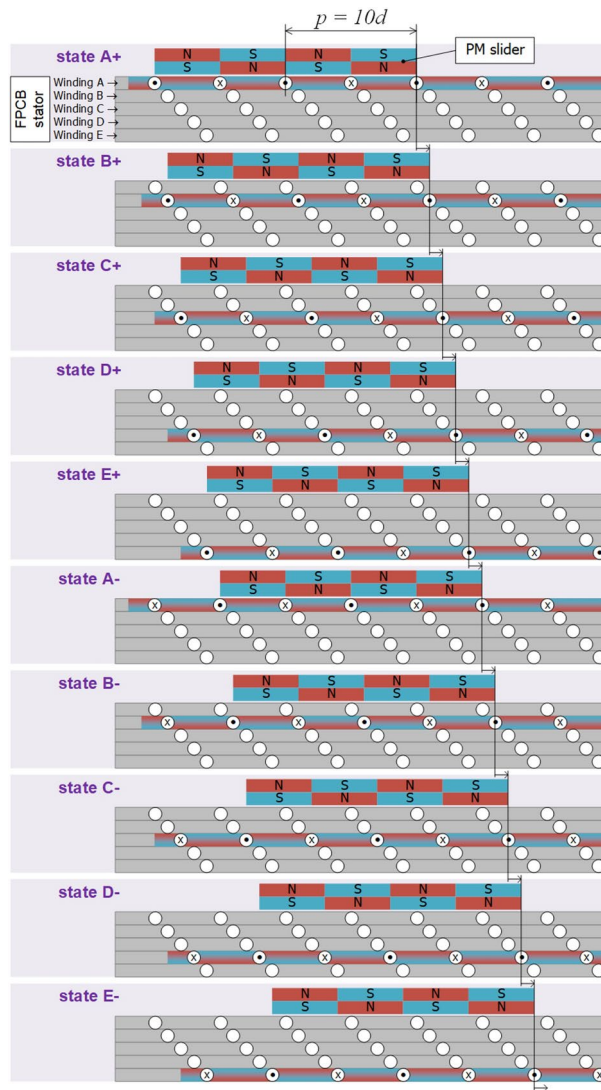 p = 10d
state A+
N S N S
S N S N
PM slider
FPCB stator
Winding A →
Winding B →
Winding C →
Winding D →
Winding E →
x x x
state B+
N S N S
S N S N
x x x
state C+
N S N S
S N S N
x x x
state D+
N S N S
S N S N
x x x
state E+
N S N S
S N S N
x x x
state A-
N S N S
S N S N
x x x x
state B-
N S N S
S N S N
x x x x
state C-
N S N S
S N S N
x x x x
state D-
N S N S
S N S N
x x x x
state E-
N S N S
S N S N
x x x x